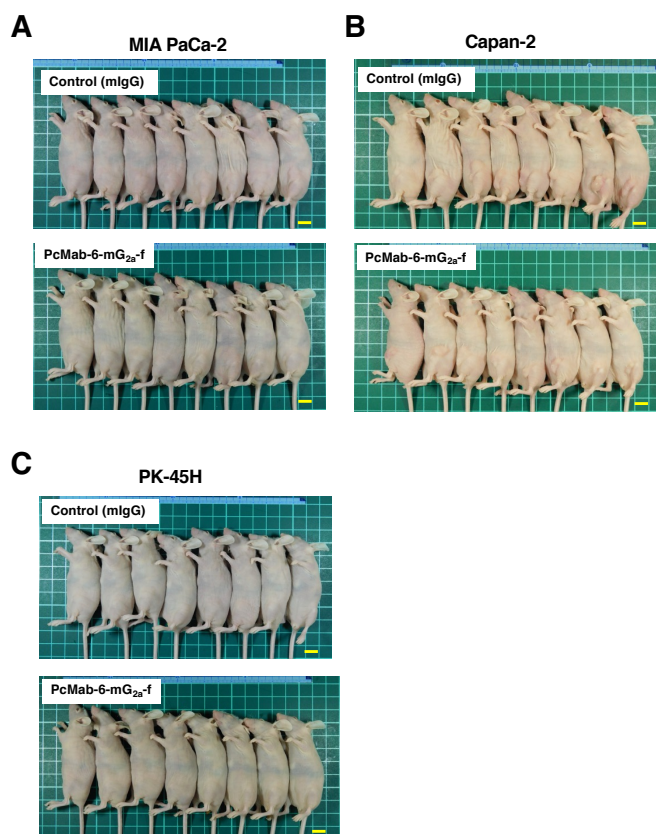 A
MIA PaCa-2
Control (mIgG)
PcMab-6-mG2a-f
B
Capan-2
Control (mIgG)
PcMab-6-mG2a-f
C
PK-45H
Control (mIgG)
PcMab-6-mG2a-f